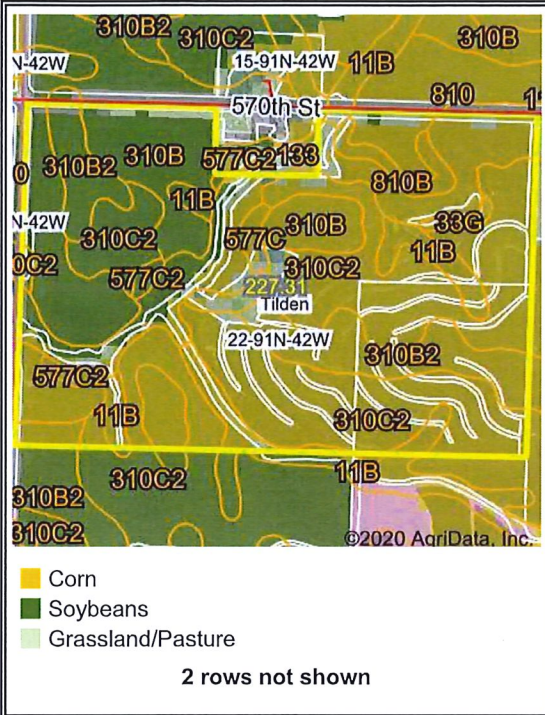 310B2 310C2 310B
N-42W 15-91N-42W 11B
570th St 810 1
310B2 310B 577C2 133
0 810B
11B
N-42W 310C2 577C 310B 33G
0C2 577C2 310C2 11B
227.31
Tilden
22-91N-42W 310B2
577C2
11B 310C2
310C2 11B
310B2
310C2
©2020 AgriData, Inc.
Corn
Soybeans
Grassland/Pasture
2 rows not shown